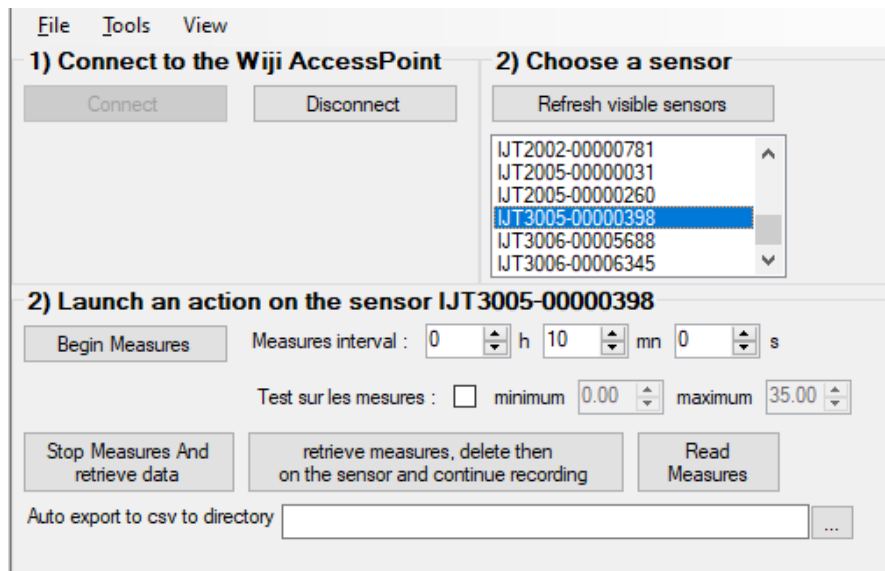 File Tools View
1) Connect to the Wiji AccessPoint
Connect Disconnect
2) Choose a sensor
Refresh visible sensors
IJT2002-00000781
IJT2005-00000031
IJT2005-00000260
IJT3005-00000398
IJT3006-00005688
IJT3006-00006345
2) Launch an action on the sensor IJT3005-00000398
Begin Measures Measures interval : 0 h 10 mn 0 s
Test sur les mesures : minimum 0.00 maximum 35.00
Stop Measures And
retrieve data
retrieve measures, delete then
on the sensor and continue recording
Read
Measures
Auto export to csv to directory ...